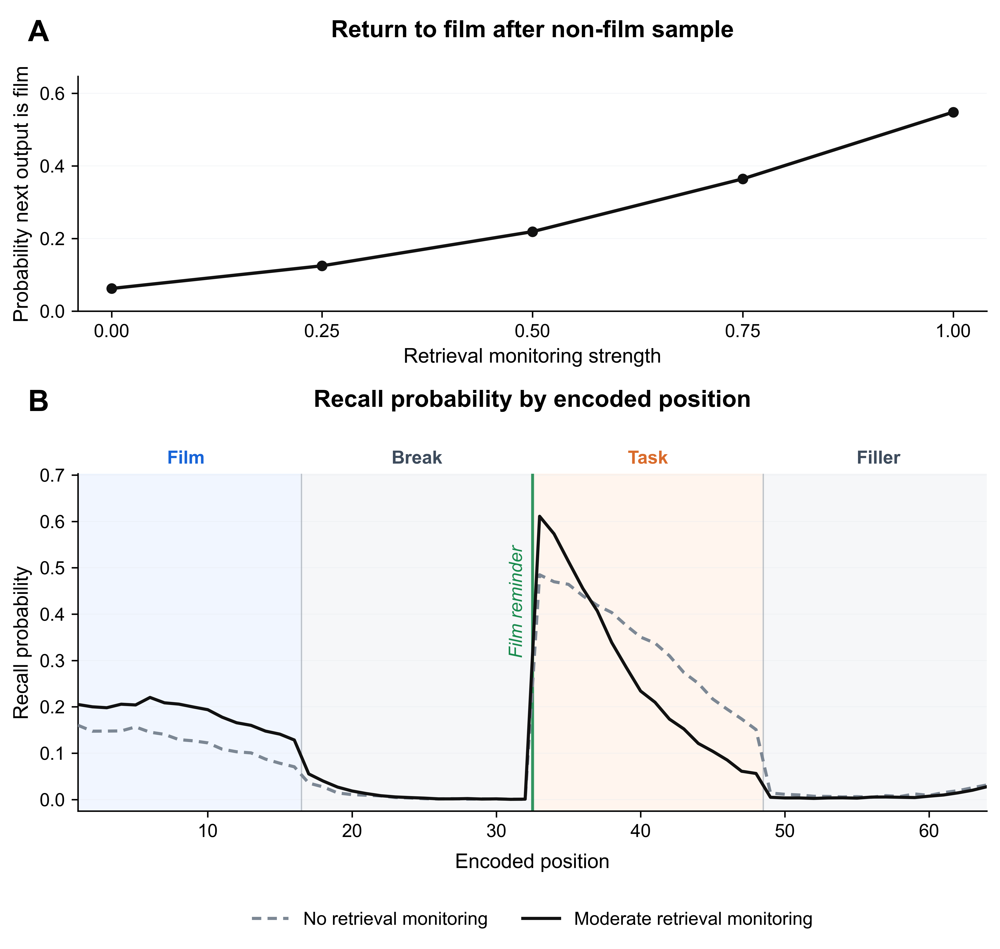 A
Return to film after non-film sample
Probability next output is film
0.6
0.4
0.2
0.0
0.00 0.25 0.50 0.75 1.00
Retrieval monitoring strength
B
Recall probability by encoded position
Film Break Task Filler
Recall probability
0.7
0.6
0.5
0.4
0.3
0.2
0.1
0.0
Film reminder
10 20 30 40 50 60
Encoded position
No retrieval monitoring Moderate retrieval monitoring